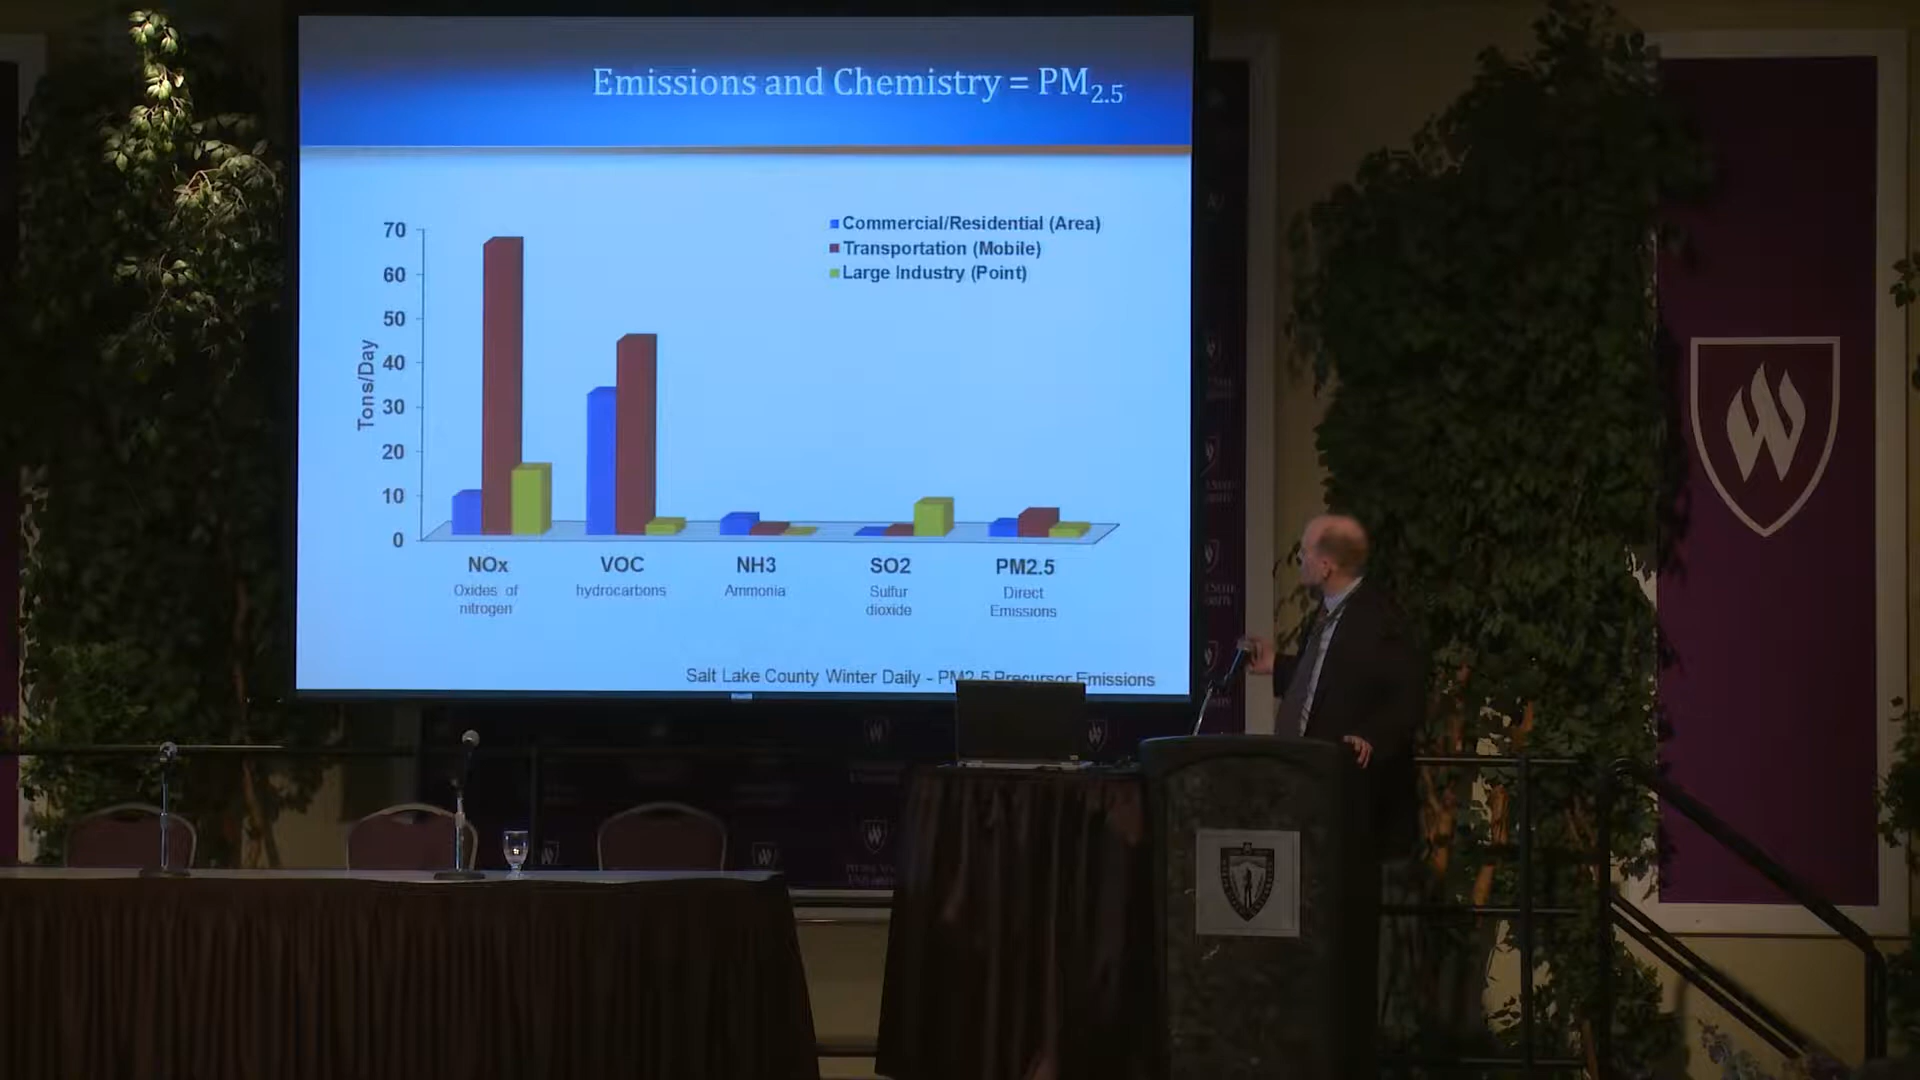 Emissions and Chemistry = PM2.5
70
60
50
40
30
20
10
0
Tons/Day
Commercial/Residential (Area)
Transportation (Mobile)
Large Industry (Point)
NOx
Oxides of
nitrogen
VOC
hydrocarbons
NH3
Ammonia
SO2
Sulfur
dioxide
PM2.5
Direct
Emissions
Salt Lake County Winter Daily - PM2.5 Precursor Emissions
W